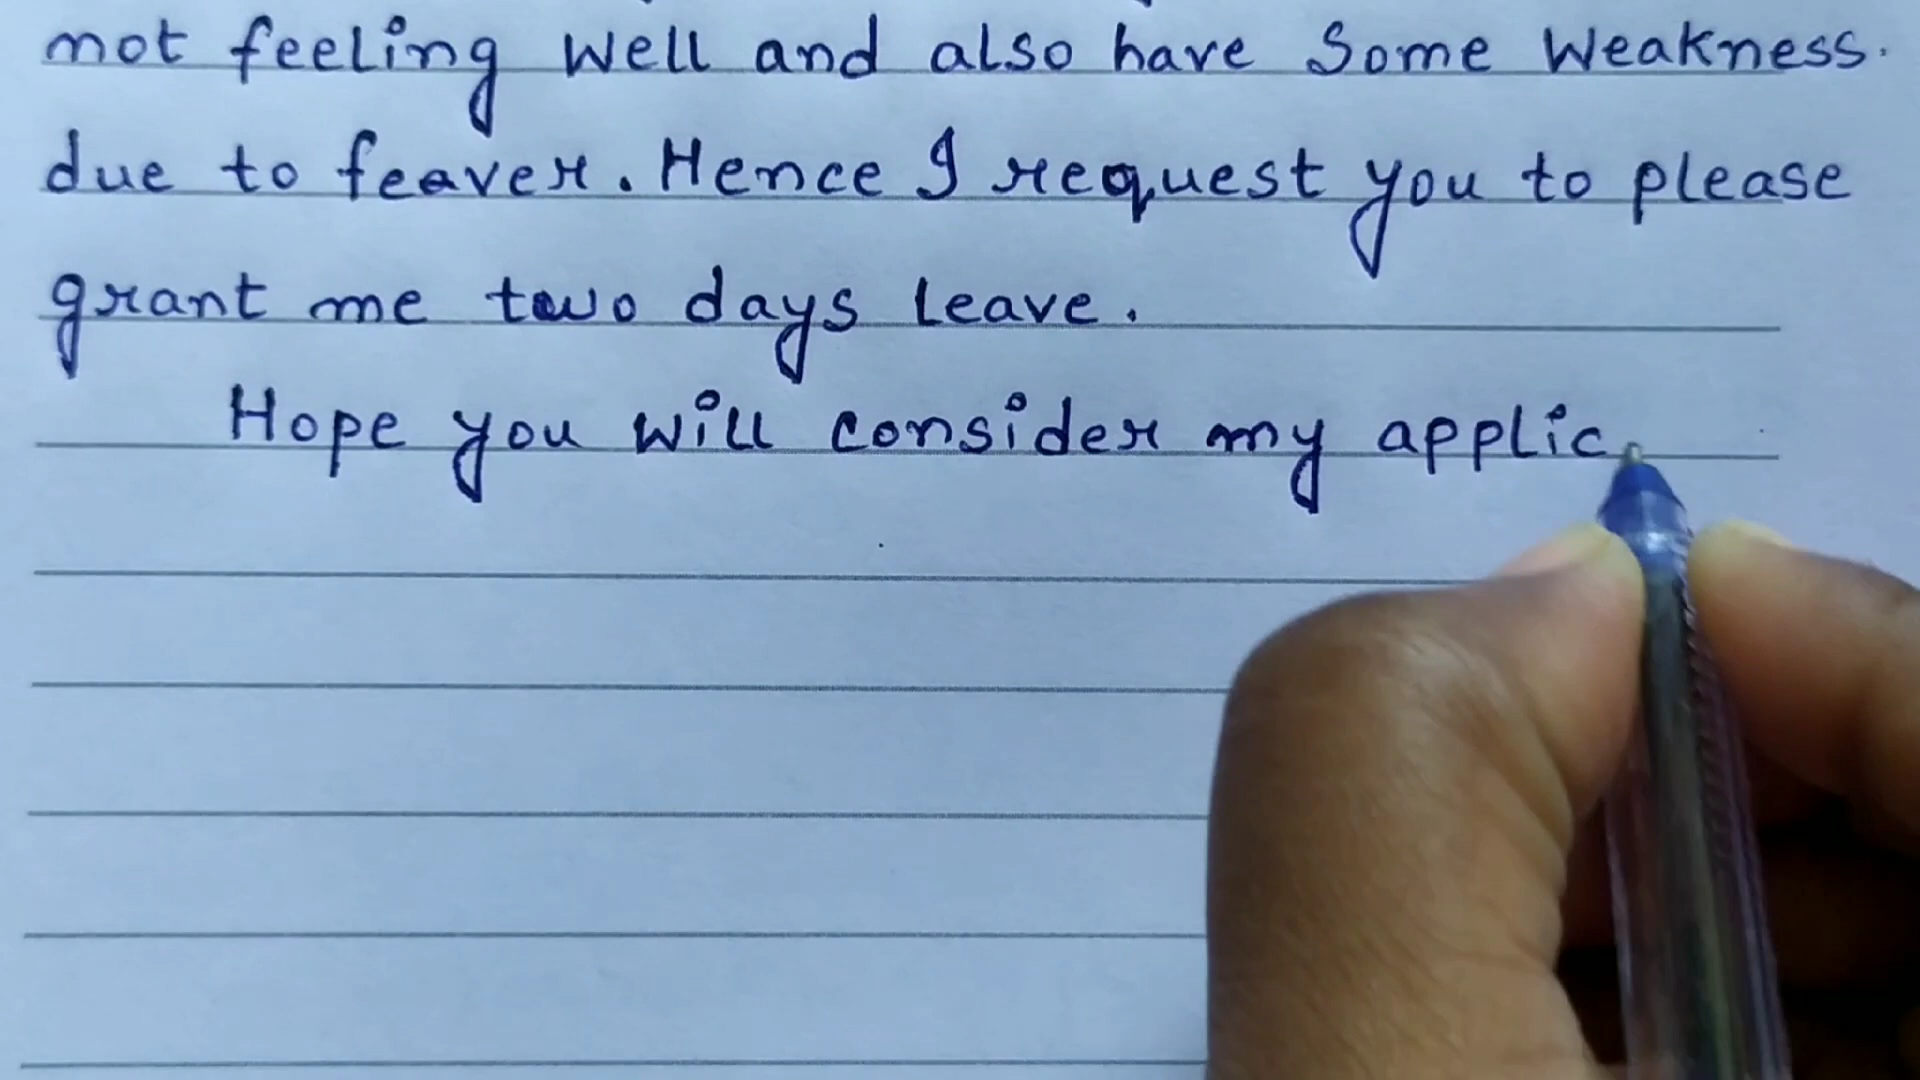 not feeling well and also have Some Weakness.
due to feaver. Hence I request you to please
grant me two days leave.
Hope you will consider my applic